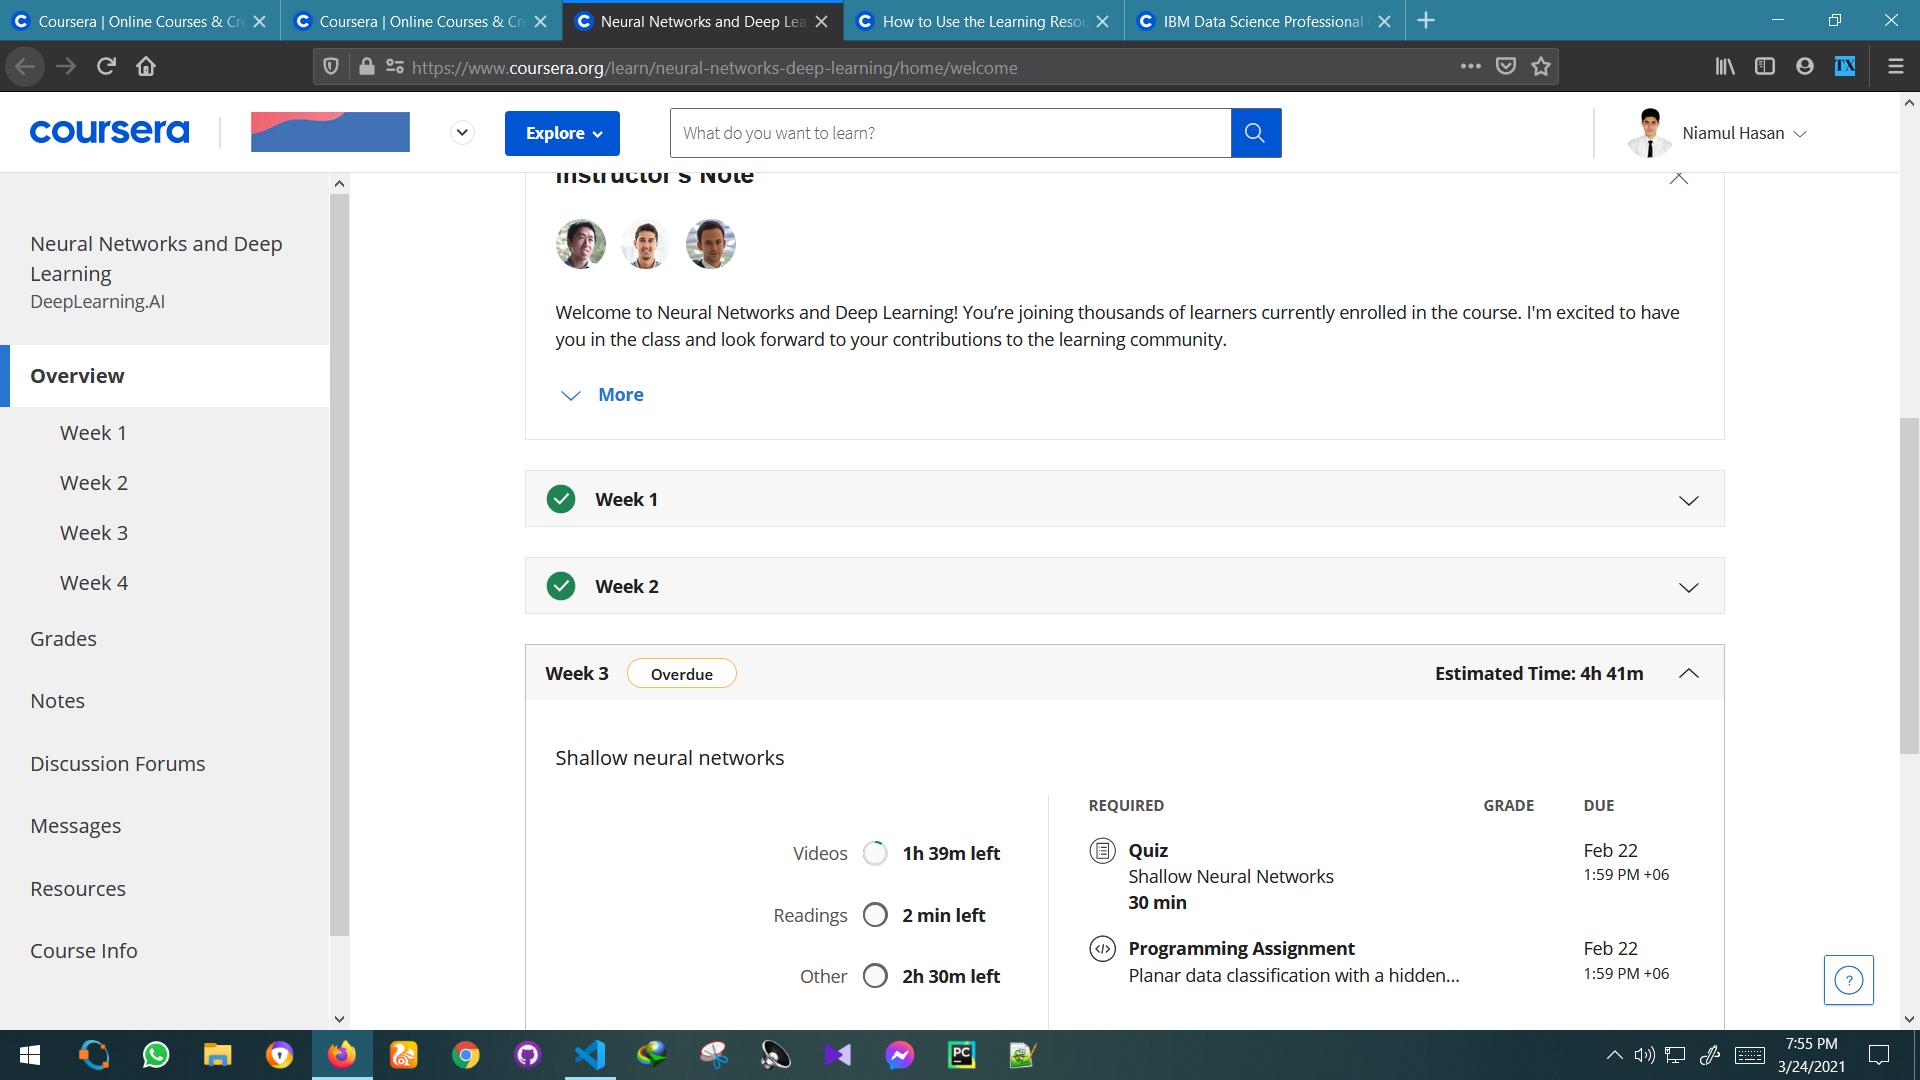 Coursera | Online Courses & Cre
Coursera | Online Courses & Cre
Neural Networks and Deep Lea
How to Use the Learning Resou
IBM Data Science Professional
https://www.coursera.org/learn/neural-networks-deep-learning/home/welcome
TX
coursera
Explore
What do you want to learn?
Niamul Hasan
Neural Networks and Deep
Learning
DeepLearning.AI
Overview
Week 1
Week 2
Week 3
Week 4
Grades
Notes
Discussion Forums
Messages
Resources
Course Info
Instructor's Note
Welcome to Neural Networks and Deep Learning! You’re joining thousands of learners currently enrolled in the course. I'm excited to have
you in the class and look forward to your contributions to the learning community.
More
Week 1
Week 2
Week 3 Overdue Estimated Time: 4h 41m
Shallow neural networks
Videos 1h 39m left
Readings 2 min left
Other 2h 30m left
REQUIRED GRADE DUE
Quiz Feb 22
Shallow Neural Networks 1:59 PM +06
30 min
Programming Assignment Feb 22
Planar data classification with a hidden... 1:59 PM +06
?
PC
7:55 PM
3/24/2021